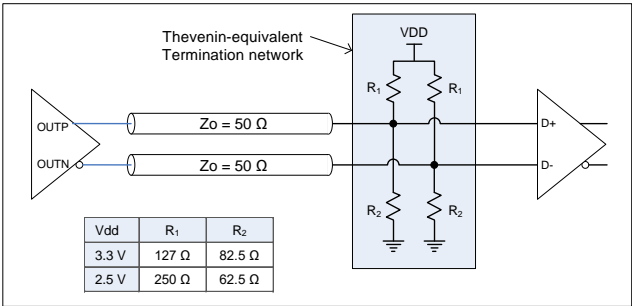 Thevenin-equivalent
Termination network
VDD
R1
R1
OUTP
Zo = 50 Ω
D+
OUTN
Zo = 50 Ω
D-
R2
R2
Vdd R1 R2
3.3 V 127 Ω 82.5 Ω
2.5 V 250 Ω 62.5 Ω